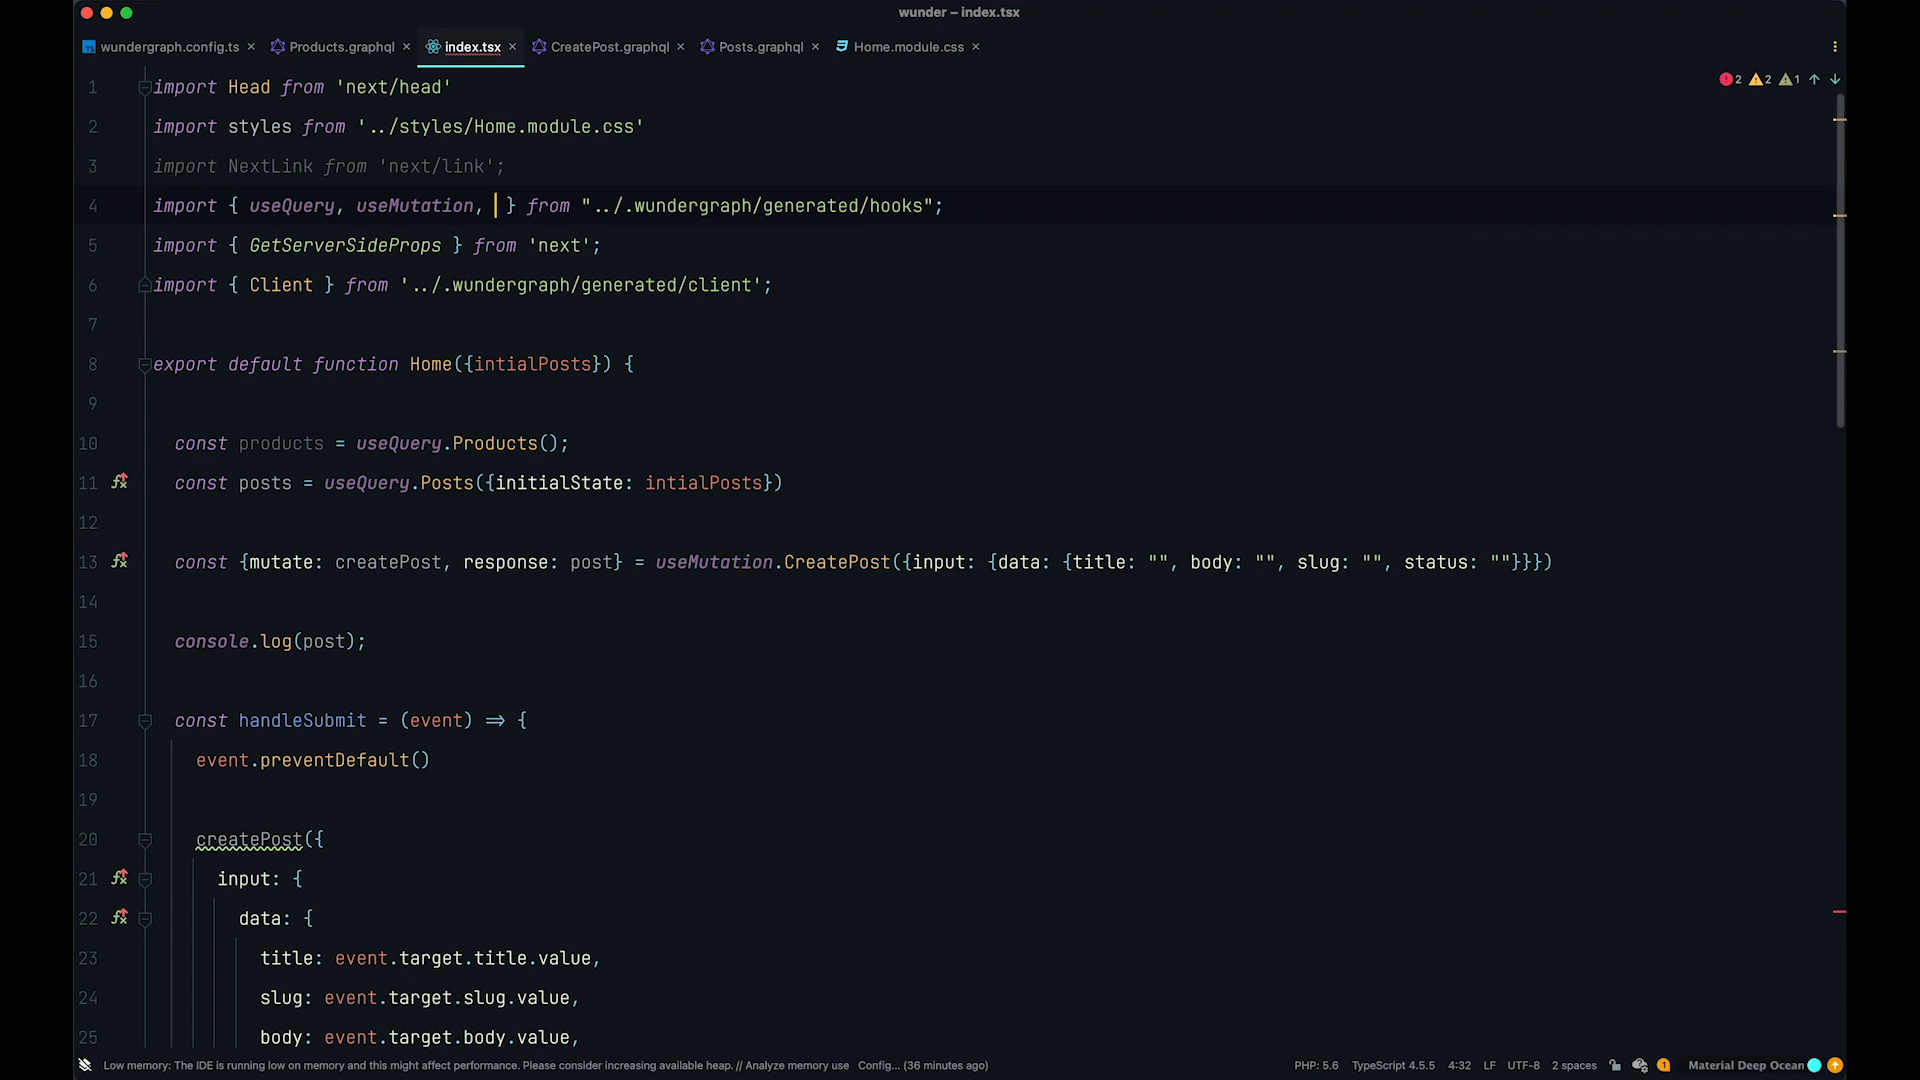 wunder – index.tsx
wundergraph.config.ts × Products.graphql × index.tsx × CreatePost.graphql × Posts.graphql × Home.module.css ×
2 2 1
1 import Head from 'next/head'
2 import styles from '../styles/Home.module.css'
3 import NextLink from 'next/link';
4 import { useQuery, useMutation, } from "../.wundergraph/generated/hooks";
5 import { GetServerSideProps } from 'next';
6 import { Client } from '../.wundergraph/generated/client';
7
8 export default function Home({intialPosts}) {
9
10 const products = useQuery.Products();
11 const posts = useQuery.Posts({initialState: intialPosts})
12
13 const {mutate: createPost, response: post} = useMutation.CreatePost({input: {data: {title: "", body: "", slug: "", status: ""}}})
14
15 console.log(post);
16
17 const handleSubmit = (event) => {
18 event.preventDefault()
19
20 createPost({
21 input: {
22 data: {
23 title: event.target.title.value,
24 slug: event.target.slug.value,
25 body: event.target.body.value,
Low memory: The IDE is running low on memory and this might affect performance. Please consider increasing available heap. // Analyze memory use Config... (36 minutes ago) PHP: 5.6 TypeScript 4.5.5 4:32 LF UTF-8 2 spaces 1 Material Deep Ocean